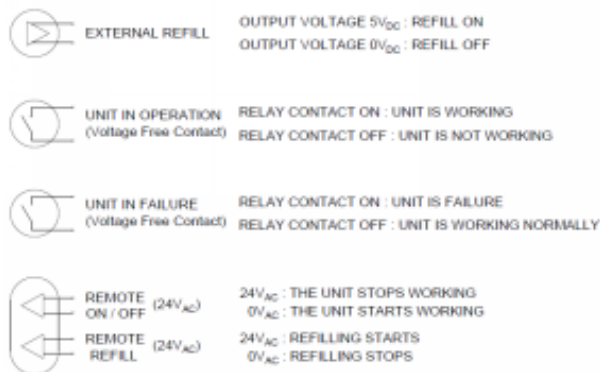 EXTERNAL REFILL
OUTPUT VOLTAGE 5VDC : REFILL ON
OUTPUT VOLTAGE 0VDC : REFILL OFF
UNIT IN OPERATION
(Voltage Free Contact)
RELAY CONTACT ON : UNIT IS WORKING
RELAY CONTACT OFF : UNIT IS NOT WORKING
UNIT IN FAILURE
(Voltage Free Contact)
RELAY CONTACT ON : UNIT IS FAILURE
RELAY CONTACT OFF : UNIT IS WORKING NORMALLY
REMOTE
ON / OFF
(24VAC)
24VAC : THE UNIT STOPS WORKING
0VAC : THE UNIT STARTS WORKING
REMOTE
REFILL
(24VAC)
24VAC : REFILLING STARTS
0VAC : REFILLING STOPS